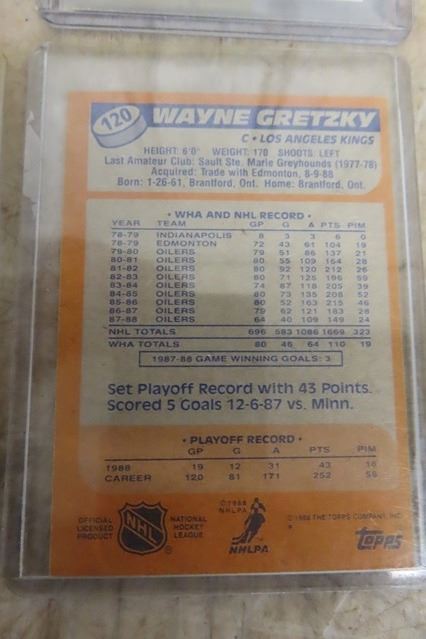 120 WAYNE GRETZKY
C • LOS ANGELES KINGS
HEIGHT: 6'0" WEIGHT: 170 SHOOTS: LEFT
Last Amateur Club: Sault Ste. Marie Greyhounds (1977-78)
Acquired: Trade with Edmonton, 8-9-88
Born: 1-26-61, Brantford, Ont. Home: Brantford, Ont.
• WHA AND NHL RECORD •
YEAR TEAM GP G A PTS PIM
78-79 INDIANAPOLIS 8 3 3 6 0
78-79 EDMONTON 72 43 61 104 19
79-80 OILERS 79 51 86 137 21
80-81 OILERS 80 55 109 164 28
81-82 OILERS 80 92 120 212 26
82-83 OILERS 80 71 125 196 59
83-84 OILERS 74 87 118 205 39
84-85 OILERS 80 73 135 208 52
85-86 OILERS 80 52 163 215 46
86-87 OILERS 79 62 121 183 28
87-88 OILERS 64 40 109 149 24
NHL TOTALS 696 583 1086 1669 323
WHA TOTALS 80 46 64 110 19
1987-88 GAME WINNING GOALS: 3
Set Playoff Record with 43 Points.
Scored 5 Goals 12-6-87 vs. Minn.
• PLAYOFF RECORD •
GP G A PTS PIM
1988 19 12 31 43 16
CAREER 120 81 171 252 56
OFFICIAL LICENSED PRODUCT
NHL ®
NATIONAL HOCKEY LEAGUE
©1988 NHLPA
NHLPA
©1988 THE TOPPS COMPANY, INC.
topps